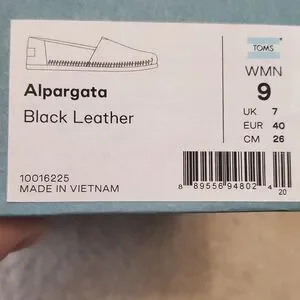 TOMS
Alpargata
Black Leather
WMN
9
UK 7
EUR 40
CM 26
10016225
MADE IN VIETNAM
8 89556 94802 4
420